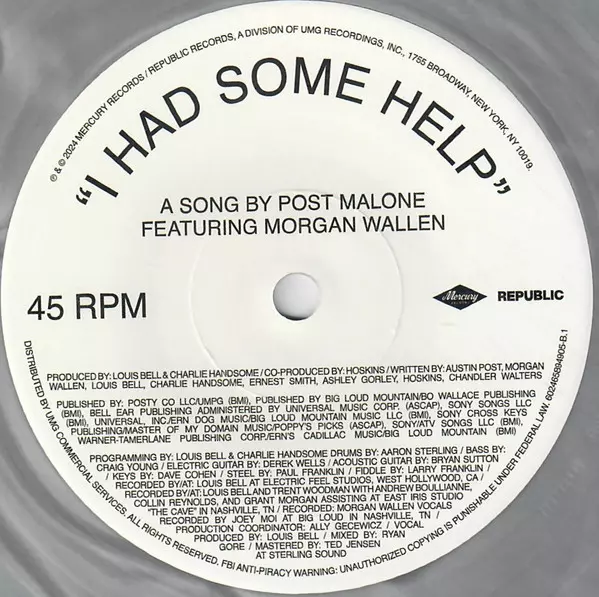 ℗ & © 2024 MERCURY RECORDS / REPUBLIC RECORDS, A DIVISION OF UMG RECORDINGS, INC., 1755 BROADWAY, NEW YORK, NY 10019.
“I HAD SOME HELP”
A SONG BY POST MALONE
FEATURING MORGAN WALLEN
45 RPM
Mercury
REPUBLIC
PRODUCED BY: LOUIS BELL & CHARLIE HANDSOME/CO-PRODUCED BY: HOSKINS/WRITTEN BY: AUSTIN POST, MORGAN
WALLEN, LOUIS BELL, CHARLIE HANDSOME, ERNEST SMITH, ASHLEY GORLEY, HOSKINS, CHANDLER WALTERS
PUBLISHED BY: POSTY CO LLC/UMPG (BMI), PUBLISHED BY BIG LOUD MOUNTAIN/BO WALLACE PUBLISHING
(BMI), BELL EAR PUBLISHING ADMINISTERED BY UNIVERSAL MUSIC CORP. (ASCAP), SONY SONGS LLC
(BMI), UNIVERSAL, INC/ERN DOG MUSIC/BIG LOUD MOUNTAIN MUSIC LLC (BMI), SONY CROSS KEYS
PUBLISHING/MASTER OF MY DOMAIN MUSIC/POPPY'S PICKS (ASCAP), SONY/ATV SONGS LLC (BMI),
WARNER-TAMERLANE PUBLISHING CORP/ERN'S CADILLAC MUSIC/BIG LOUD MOUNTAIN (BMI)
PROGRAMMING BY: LOUIS BELL & CHARLIE HANDSOME DRUMS BY: AARON STERLING / BASS BY:
CRAIG YOUNG / ELECTRIC GUITAR BY: DEREK WELLS / ACOUSTIC GUITAR BY: BRYAN SUTTON
/ KEYS BY: DAVE COHEN / STEEL BY: PAUL FRANKLIN / FIDDLE BY: LARRY FRANKLIN /
RECORDED BY/AT: LOUIS BELL AT ELECTRIC FEEL STUDIOS, WEST HOLLYWOOD, CA /
RECORDED BY/AT: LOUIS BELL AND TRENT WOODMAN WITH ANDREW BOULLIANNE,
COLLIN REYNOLDS, AND GRANT MORGAN ASSISTING AT EAST IRIS STUDIO
"THE CAVE" IN NASHVILLE, TN / RECORDED: MORGAN WALLEN VOCALS
RECORDED BY JOEY MOI AT BIG LOUD IN NASHVILLE, TN /
PRODUCTION COORDINATOR: ALLY GECEWICZ / VOCAL
PRODUCED BY: LOUIS BELL / MIXED BY: RYAN
GORE / MASTERED BY: TED JENSEN
AT STERLING SOUND
DISTRIBUTED BY UMG COMMERCIAL SERVICES. ALL RIGHTS RESERVED. FBI ANTI-PIRACY WARNING: UNAUTHORIZED COPYING IS PUNISHABLE UNDER FEDERAL LAW. 602465894905-B.1